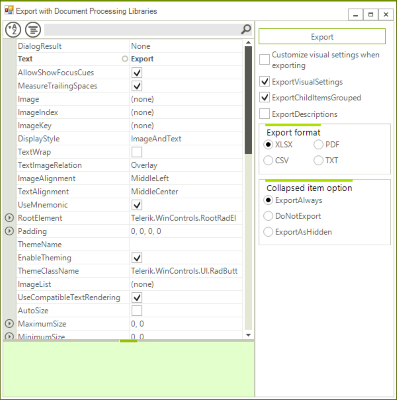 Export with Document Processing Libraries
DialogResult None
Text Export
AllowShowFocusCues
MeasureTrailingSpaces
Image (none)
ImageIndex (none)
ImageKey (none)
DisplayStyle ImageAndText
TextWrap
TextImageRelation Overlay
ImageAlignment MiddleLeft
TextAlignment MiddleCenter
UseMnemonic
RootElement Telerik.WinControls.RootRadEl
Padding 0, 0, 0, 0
ThemeName
EnableTheming
ThemeClassName Telerik.WinControls.UI.RadButt
ImageList (none)
UseCompatibleTextRendering
AutoSize
MaximumSize 0, 0
MinimumSize 0, 0
Export
Customize visual settings when
exporting
ExportVisualSettings
ExportChildItemsGrouped
ExportDescriptions
Export format
XLSX PDF
CSV TXT
Collapsed item option
ExportAlways
DoNotExport
ExportAsHidden